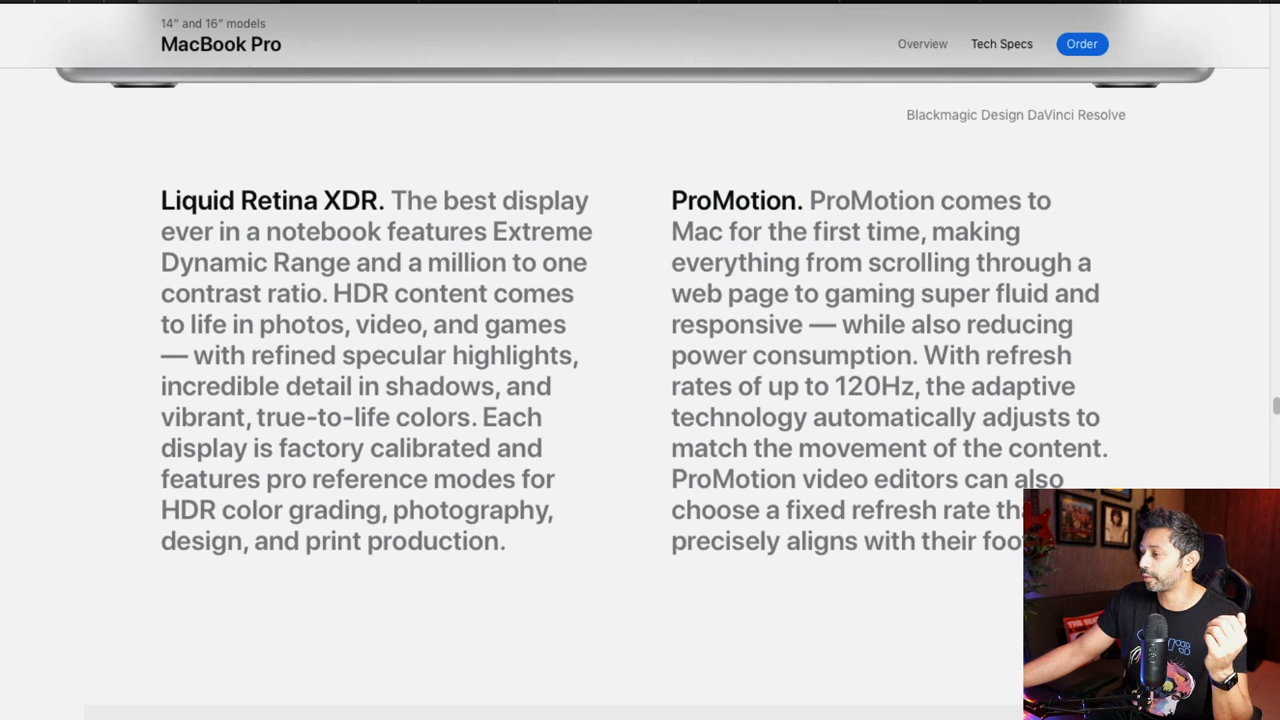 14″ and 16″ models
MacBook Pro
Overview
Tech Specs
Order
Blackmagic Design DaVinci Resolve
Liquid Retina XDR. The best display
ever in a notebook features Extreme
Dynamic Range and a million to one
contrast ratio. HDR content comes
to life in photos, video, and games
— with refined specular highlights,
incredible detail in shadows, and
vibrant, true-to-life colors. Each
display is factory calibrated and
features pro reference modes for
HDR color grading, photography,
design, and print production.
ProMotion. ProMotion comes to
Mac for the first time, making
everything from scrolling through a
web page to gaming super fluid and
responsive — while also reducing
power consumption. With refresh
rates of up to 120Hz, the adaptive
technology automatically adjusts to
match the movement of the content.
ProMotion video editors can also
choose a fixed refresh rate
precisely aligns with their